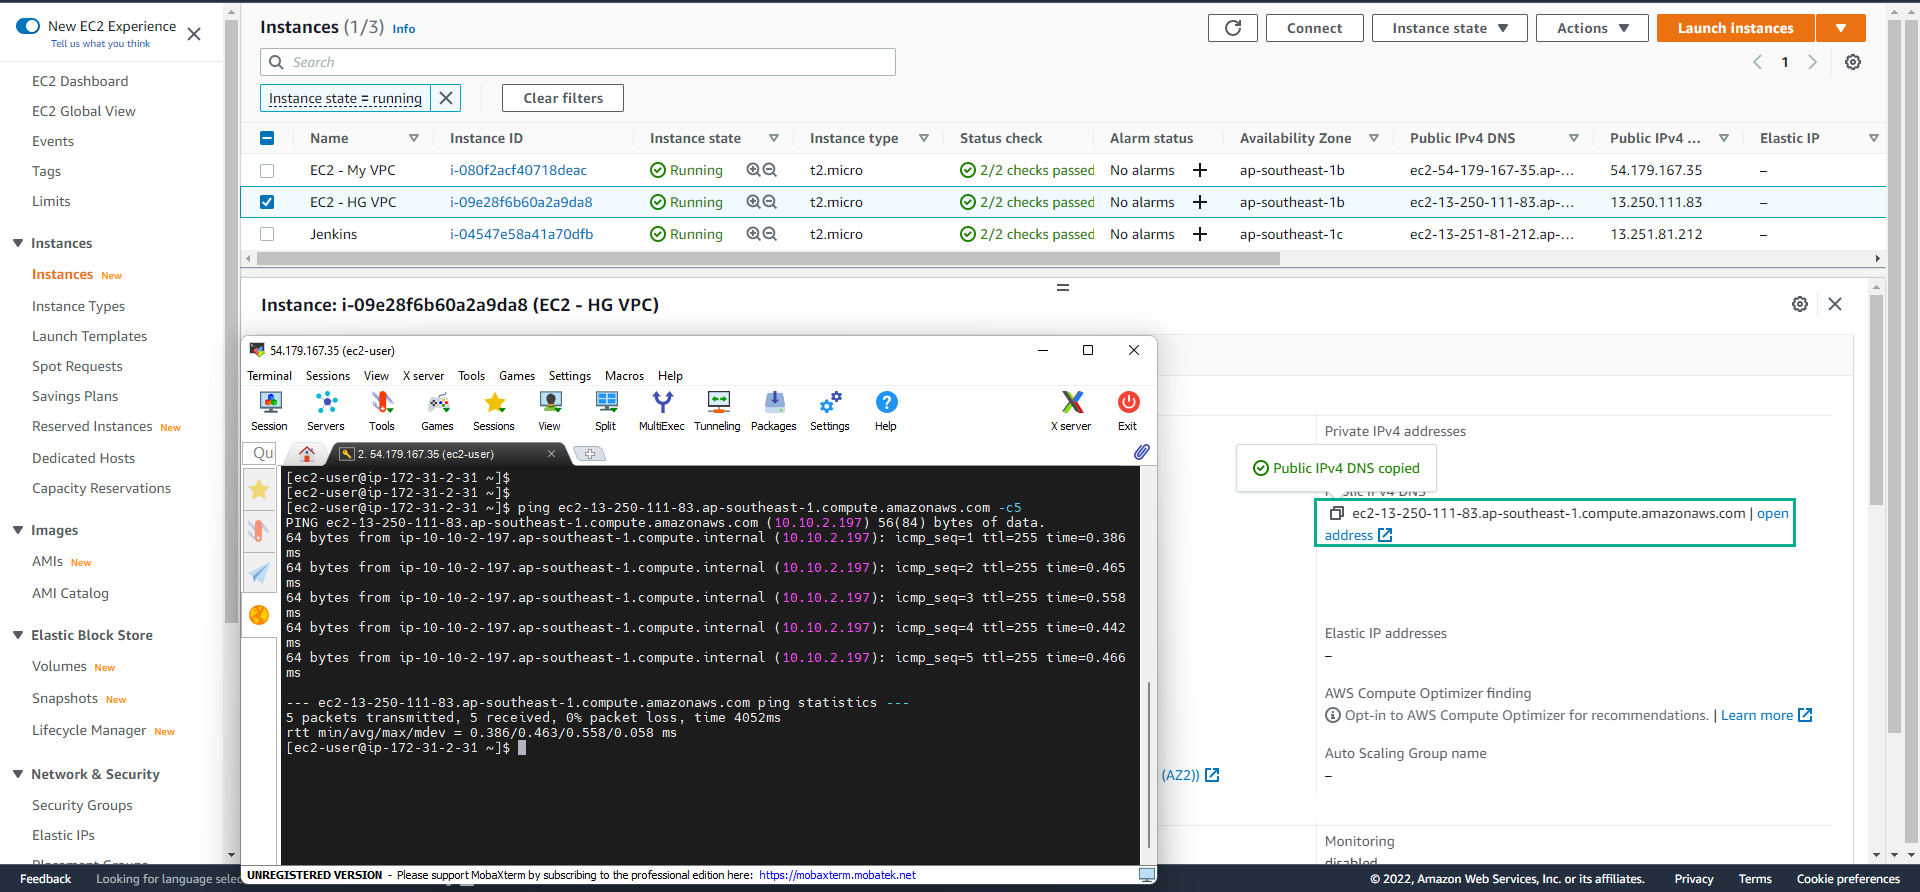 New EC2 Experience
Tell us what you think
EC2 Dashboard
EC2 Global View
Events
Tags
Limits
Instances
Instances New
Instance Types
Launch Templates
Spot Requests
Savings Plans
Reserved Instances New
Dedicated Hosts
Capacity Reservations
Images
AMIs New
AMI Catalog
Elastic Block Store
Volumes New
Snapshots New
Lifecycle Manager New
Network & Security
Security Groups
Elastic IPs
Placement Groups
Instances (1/3) Info
Connect
Instance state
Actions
Launch instances
Search
1
Instance state = running
Clear filters
Name Instance ID Instance state Instance type Status check Alarm status Availability Zone Public IPv4 DNS Public IPv4 ... Elastic IP
EC2 - My VPC i-080f2acf40718deac Running t2.micro 2/2 checks passed No alarms + ap-southeast-1b ec2-54-179-167-35.ap-... 54.179.167.35 –
EC2 - HG VPC i-09e28f6b60a2a9da8 Running t2.micro 2/2 checks passed No alarms + ap-southeast-1b ec2-13-250-111-83.ap-... 13.250.111.83 –
Jenkins i-04547e58a41a70dfb Running t2.micro 2/2 checks passed No alarms + ap-southeast-1c ec2-13-251-81-212.ap-... 13.251.81.212 –
Instance: i-09e28f6b60a2a9da8 (EC2 - HG VPC)
54.179.167.35 (ec2-user)
Terminal Sessions View X server Tools Games Settings Macros Help
Session Servers Tools Games Sessions View Split MultiExec Tunneling Packages Settings Help X server Exit
Qu
2. 54.179.167.35 (ec2-user)
[ec2-user@ip-172-31-2-31 ~]$
[ec2-user@ip-172-31-2-31 ~]$
[ec2-user@ip-172-31-2-31 ~]$ ping ec2-13-250-111-83.ap-southeast-1.compute.amazonaws.com -c5
PING ec2-13-250-111-83.ap-southeast-1.compute.amazonaws.com (10.10.2.197) 56(84) bytes of data.
64 bytes from ip-10-10-2-197.ap-southeast-1.compute.internal (10.10.2.197): icmp_seq=1 ttl=255 time=0.386
ms
64 bytes from ip-10-10-2-197.ap-southeast-1.compute.internal (10.10.2.197): icmp_seq=2 ttl=255 time=0.465
ms
64 bytes from ip-10-10-2-197.ap-southeast-1.compute.internal (10.10.2.197): icmp_seq=3 ttl=255 time=0.558
ms
64 bytes from ip-10-10-2-197.ap-southeast-1.compute.internal (10.10.2.197): icmp_seq=4 ttl=255 time=0.442
ms
64 bytes from ip-10-10-2-197.ap-southeast-1.compute.internal (10.10.2.197): icmp_seq=5 ttl=255 time=0.466
ms
--- ec2-13-250-111-83.ap-southeast-1.compute.amazonaws.com ping statistics ---
5 packets transmitted, 5 received, 0% packet loss, time 4052ms
rtt min/avg/max/mdev = 0.386/0.463/0.558/0.058 ms
[ec2-user@ip-172-31-2-31 ~]$
UNREGISTERED VERSION - Please support MobaXterm by subscribing to the professional edition here: https://mobaxterm.mobatek.net
Private IPv4 addresses
Public IPv4 DNS copied
Public IPv4 DNS
ec2-13-250-111-83.ap-southeast-1.compute.amazonaws.com | open
address
Elastic IP addresses
–
AWS Compute Optimizer finding
Opt-in to AWS Compute Optimizer for recommendations. | Learn more
Auto Scaling Group name
–
(AZ2))
Monitoring
disabled
Feedback
Looking for language selec
© 2022, Amazon Web Services, Inc. or its affiliates.
Privacy
Terms
Cookie preferences